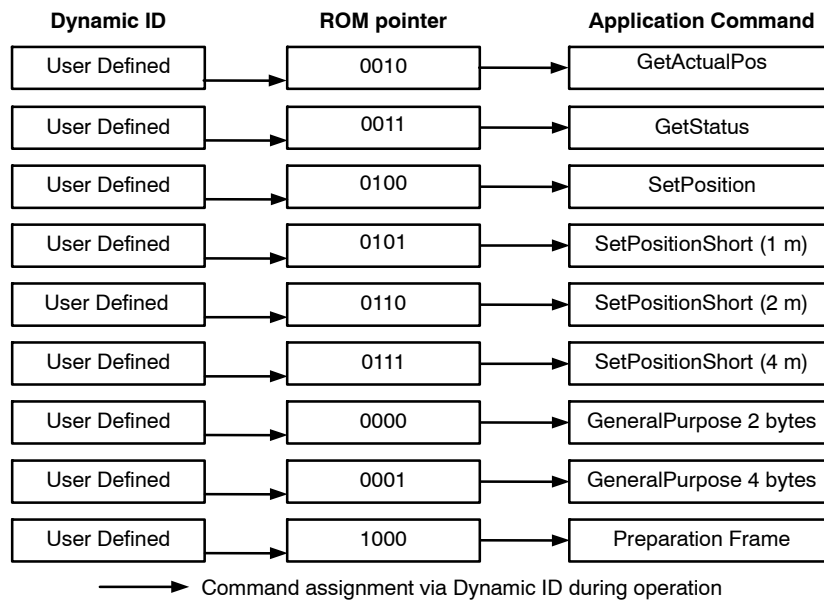 Dynamic ID ROM pointer Application Command
User Defined 0010 GetActualPos
User Defined 0011 GetStatus
User Defined 0100 SetPosition
User Defined 0101 SetPositionShort (1 m)
User Defined 0110 SetPositionShort (2 m)
User Defined 0111 SetPositionShort (4 m)
User Defined 0000 GeneralPurpose 2 bytes
User Defined 0001 GeneralPurpose 4 bytes
User Defined 1000 Preparation Frame
Command assignment via Dynamic ID during operation